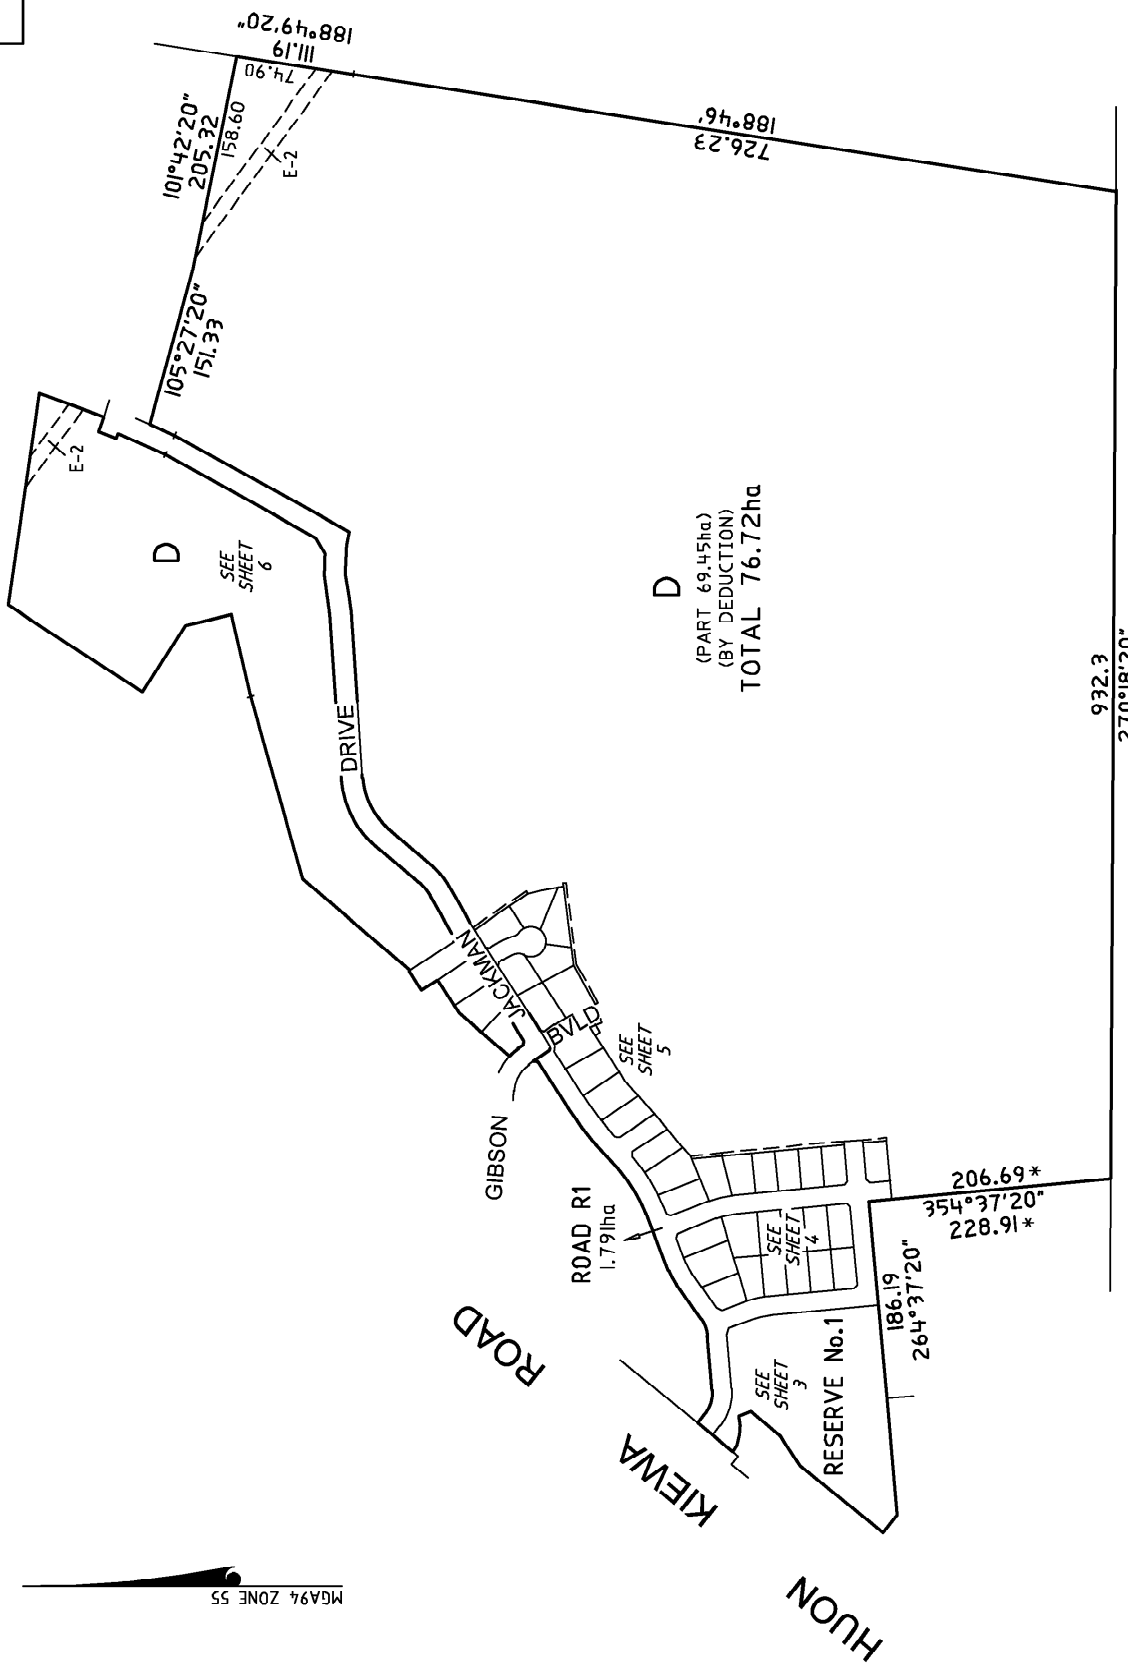 188°49'20"
111.19
74.90
101°42'20"
205.32
158.60
E-2
188°46'
726.23
105°27'20"
151.33
E-2
D
SEE
SHEET
6
D
(PART 69.45ha)
(BY DEDUCTION)
TOTAL 76.72ha
932.3
270°18'20"
DRIVE
JACKMAN
BVLD
SEE
SHEET
5
GIBSON
ROAD R1
1.791ha
206.69*
354°37'20"
228.91*
SEE
SHEET
4
186.19
264°37'20"
SEE
SHEET
3
RESERVE No.1
ROAD
KIEWA
HUON
MGA94 ZONE 55